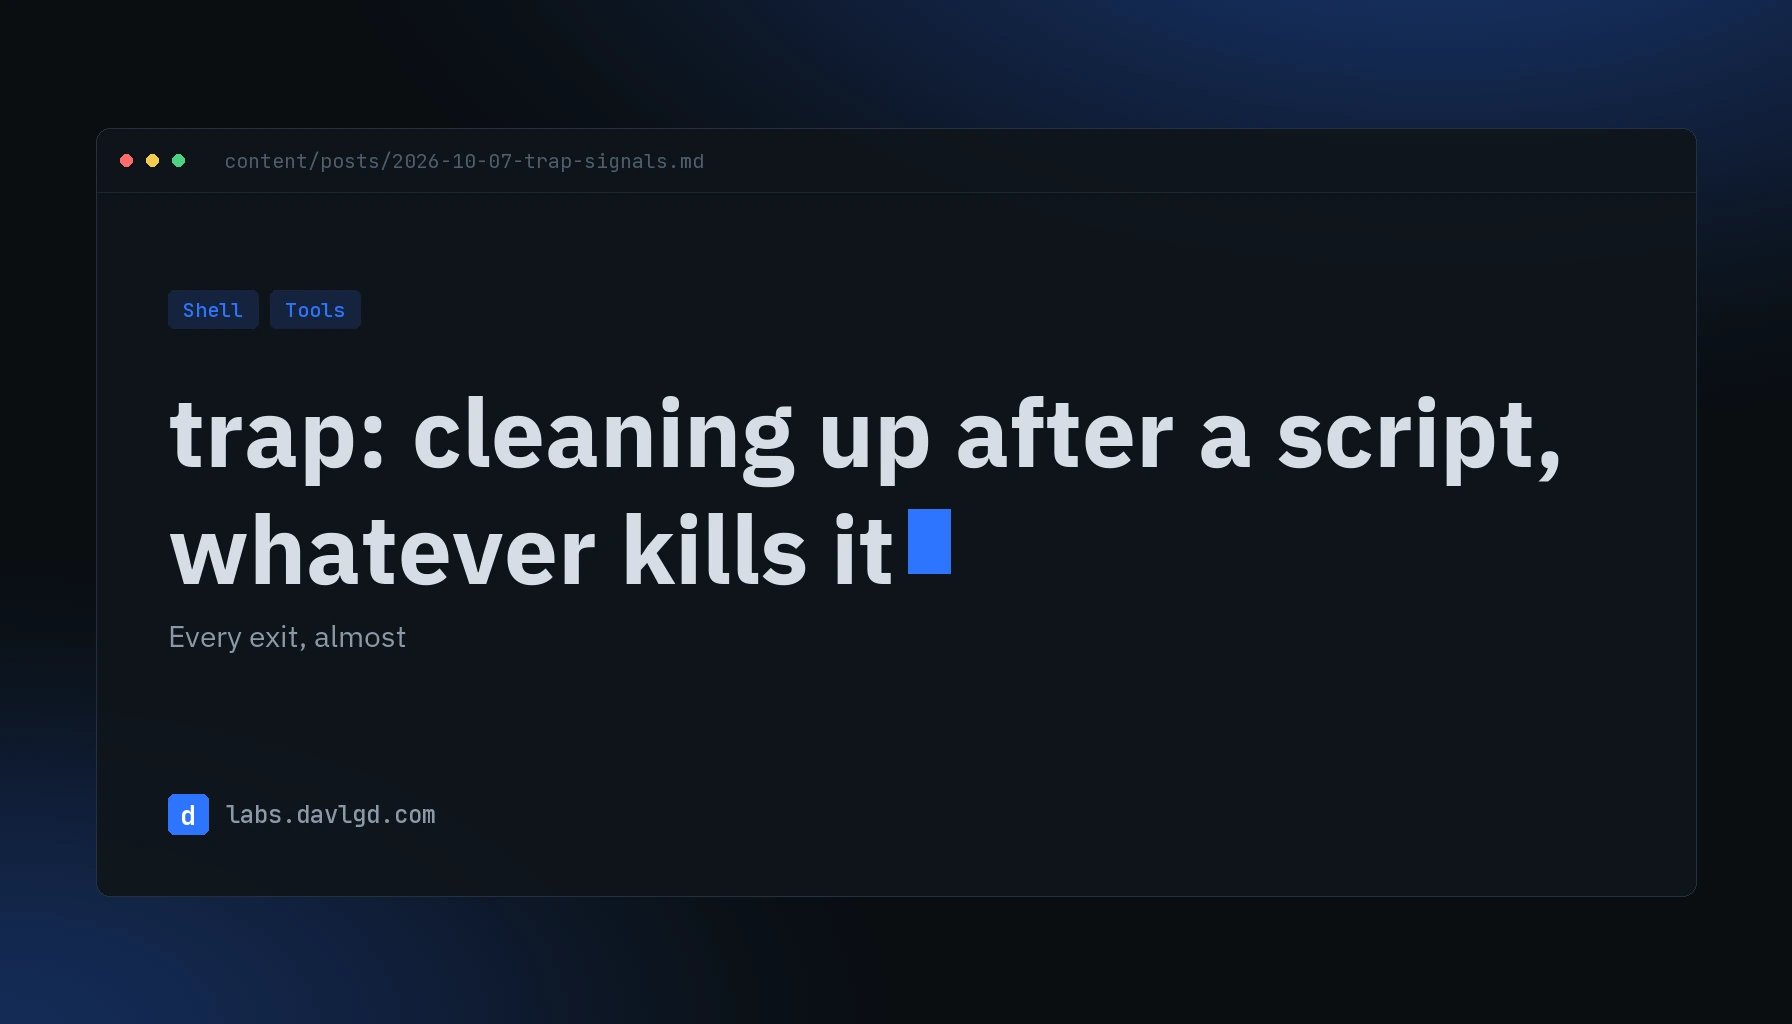 content/posts/2026-10-07-trap-signals.md
Shell Tools
trap: cleaning up after a script,
whatever kills it
Every exit, almost
d labs.davlgd.com